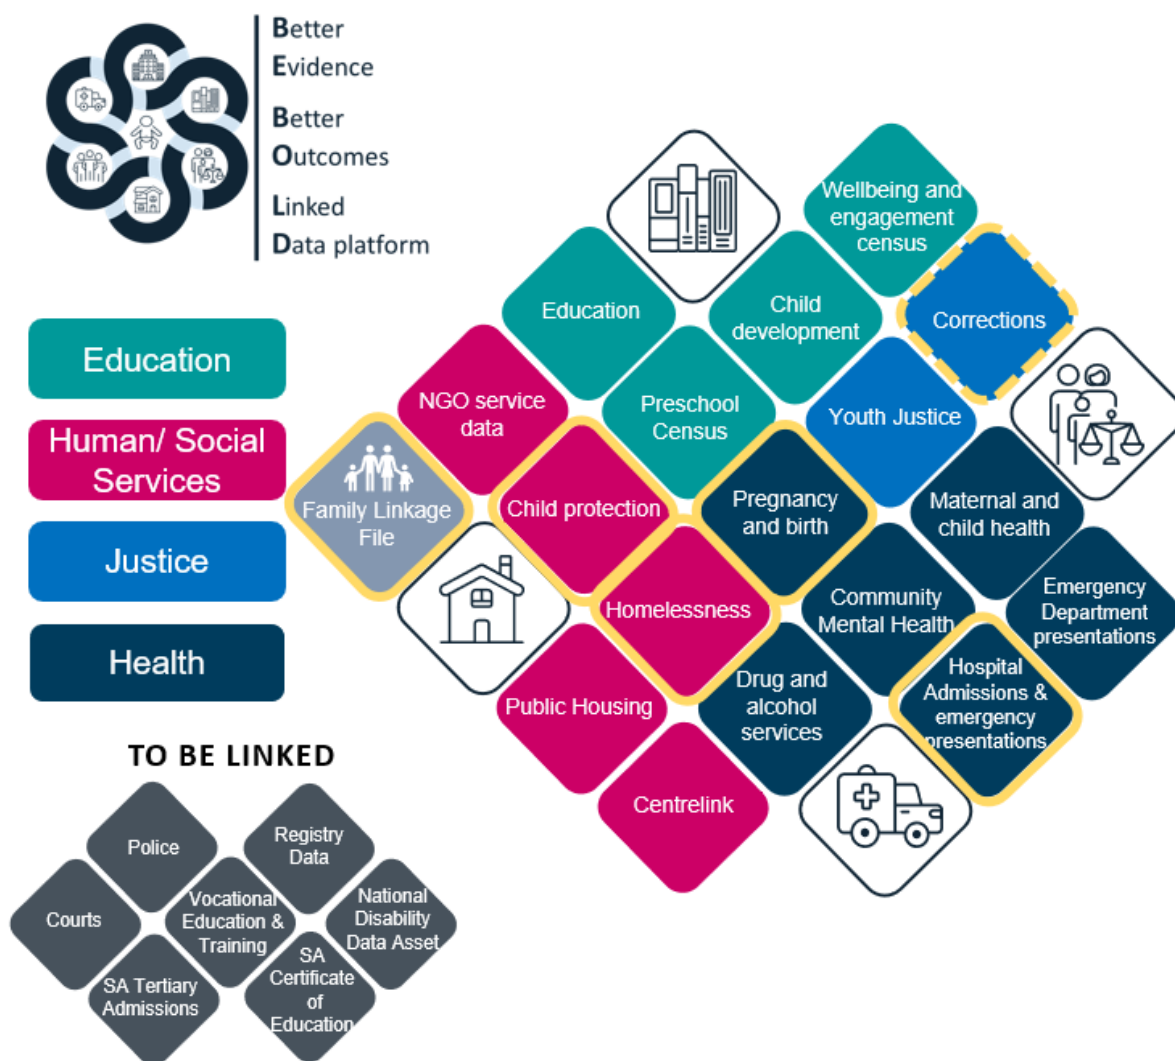 Better
Evidence
Better
Outcomes
Linked
Data platform
Education
Human/ Social
Services
Justice
Health
Wellbeing and
engagement
census
Education
Child
development
Corrections
NGO service
data
Preschool
Census
Youth Justice
Family Linkage
File
Child protection
Pregnancy
and birth
Maternal and
child health
Homelessness
Community
Mental Health
Emergency
Department
presentations
Public Housing
Drug and
alcohol
services
Hospital
Admissions &
emergency
presentations
Centrelink
TO BE LINKED
Police
Registry
Data
Courts
Vocational
Education &
Training
National
Disability
Data Asset
SA Tertiary
Admissions
SA
Certificate
of
Education